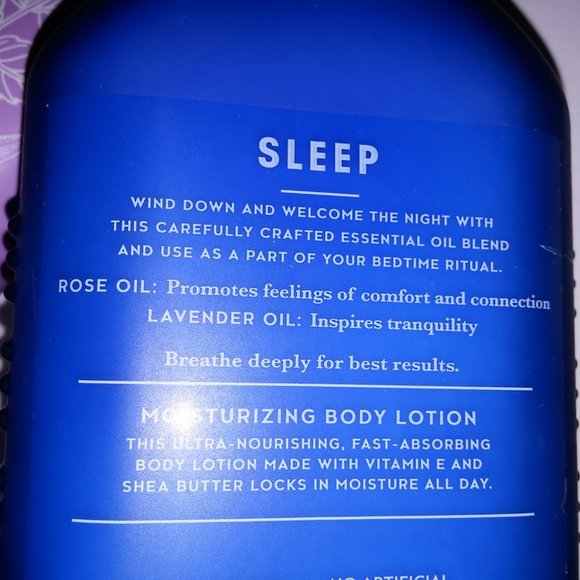 SLEEP
WIND DOWN AND WELCOME THE NIGHT WITH
THIS CAREFULLY CRAFTED ESSENTIAL OIL BLEND
AND USE AS A PART OF YOUR BEDTIME RITUAL.
ROSE OIL: Promotes feelings of comfort and connection
LAVENDER OIL: Inspires tranquility
Breathe deeply for best results.
MOISTURIZING BODY LOTION
THIS ULTRA-NOURISHING, FAST-ABSORBING
BODY LOTION MADE WITH VITAMIN E AND
SHEA BUTTER LOCKS IN MOISTURE ALL DAY.
NO ARTIFICIAL